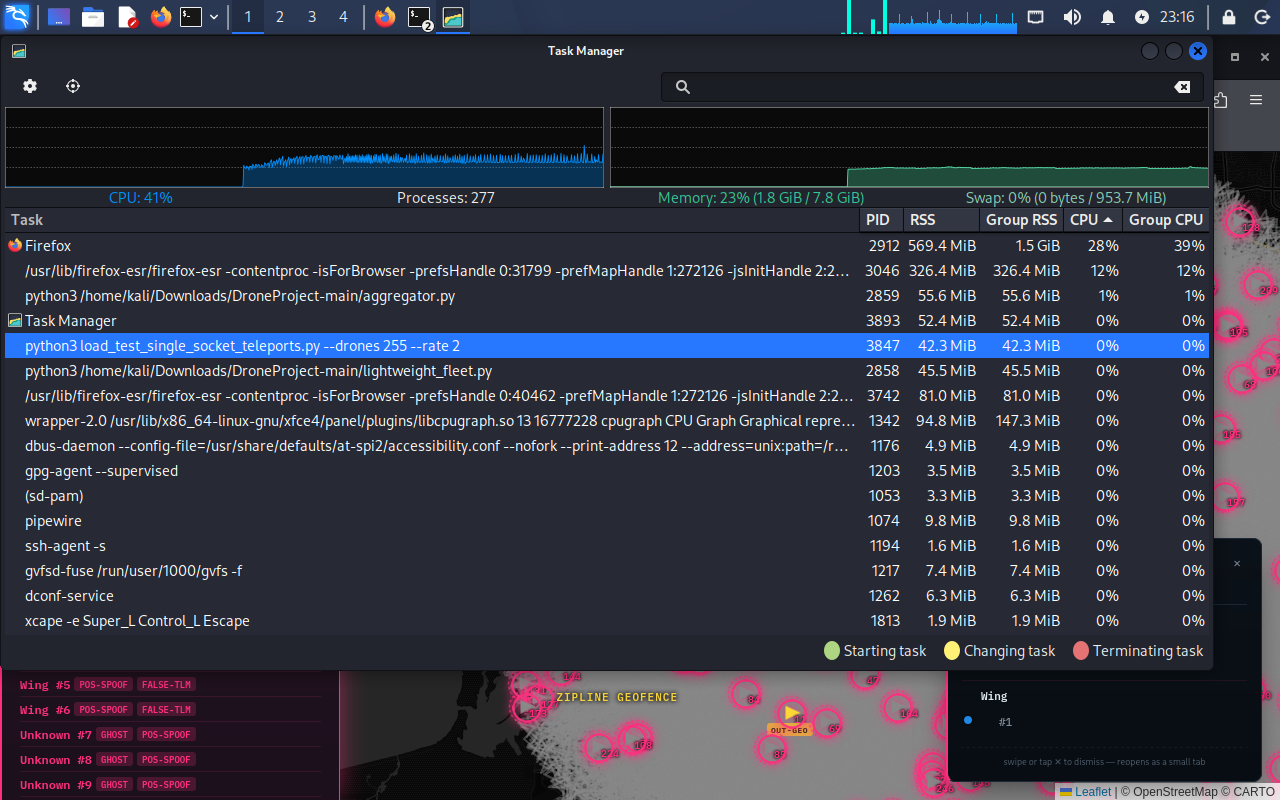 1 2 3 4 2 23:16
Task Manager
CPU: 41% Processes: 277 Memory: 23% (1.8 GiB / 7.8 GiB) Swap: 0% (0 bytes / 953.7 MiB)
Task PID RSS Group RSS CPU Group CPU
Firefox 2912 569.4 MiB 1.5 GiB 28% 39%
/usr/lib/firefox-esr/firefox-esr -contentproc -isForBrowser -prefsHandle 0:31799 -prefMapHandle 1:272126 -jsInitHandle 2:2... 3046 326.4 MiB 326.4 MiB 12% 12%
python3 /home/kali/Downloads/DroneProject-main/aggregator.py 2859 55.6 MiB 55.6 MiB 1% 1%
Task Manager 3893 52.4 MiB 52.4 MiB 0% 0%
python3 load_test_single_socket_teleports.py --drones 255 --rate 2 3847 42.3 MiB 42.3 MiB 0% 0%
python3 /home/kali/Downloads/DroneProject-main/lightweight_fleet.py 2858 45.5 MiB 45.5 MiB 0% 0%
/usr/lib/firefox-esr/firefox-esr -contentproc -isForBrowser -prefsHandle 0:40462 -prefMapHandle 1:272126 -jsInitHandle 2:2... 3742 81.0 MiB 81.0 MiB 0% 0%
wrapper-2.0 /usr/lib/x86_64-linux-gnu/xfce4/panel/plugins/libcpugraph.so 13 16777228 cpugraph CPU Graph Graphical repre... 1342 94.8 MiB 147.3 MiB 0% 0%
dbus-daemon --config-file=/usr/share/defaults/at-spi2/accessibility.conf --nofork --print-address 12 --address=unix:path=/r... 1176 4.9 MiB 4.9 MiB 0% 0%
gpg-agent --supervised 1203 3.5 MiB 3.5 MiB 0% 0%
(sd-pam) 1053 3.3 MiB 3.3 MiB 0% 0%
pipewire 1074 9.8 MiB 9.8 MiB 0% 0%
ssh-agent -s 1194 1.6 MiB 1.6 MiB 0% 0%
gvfsd-fuse /run/user/1000/gvfs -f 1217 7.4 MiB 7.4 MiB 0% 0%
dconf-service 1262 6.3 MiB 6.3 MiB 0% 0%
xcape -e Super_L Control_L Escape 1813 1.9 MiB 1.9 MiB 0% 0%
Starting task Changing task Terminating task
Wing #5 POS-SPOOF FALSE-TLM
Wing #6 POS-SPOOF FALSE-TLM
Unknown #7 GHOST POS-SPOOF
Unknown #8 GHOST POS-SPOOF
Unknown #9 GHOST POS-SPOOF
ZIPLINE GEOFENCE
OUT-GEO
195
197
Wing
#1
swipe or tap ✕ to dismiss — reopens as a small tab
Leaflet | © OpenStreetMap © CARTO